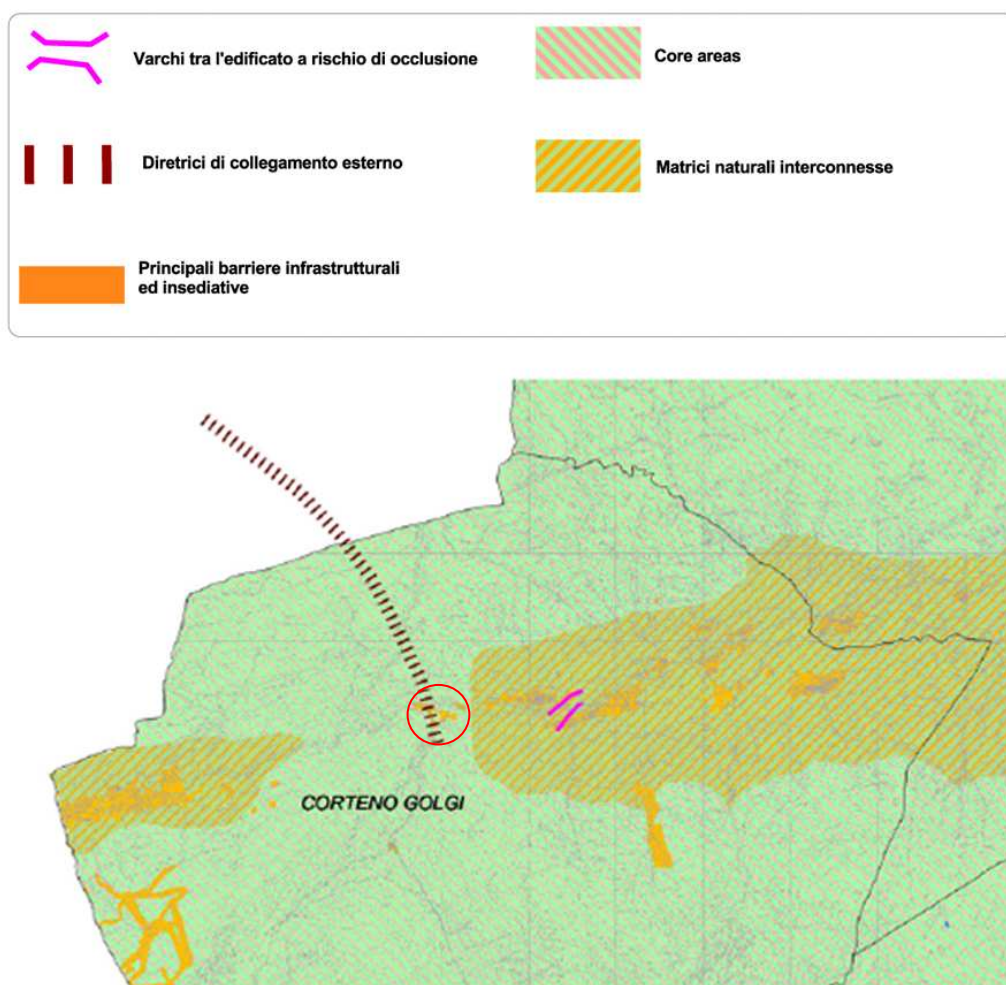 Varchi tra l'edificato a rischio di occlusione
Core areas
Diretrici di collegamento esterno
Matrici naturali interconnesse
Principali barriere infrastrutturali
ed insediative
CORTENO GOLGI